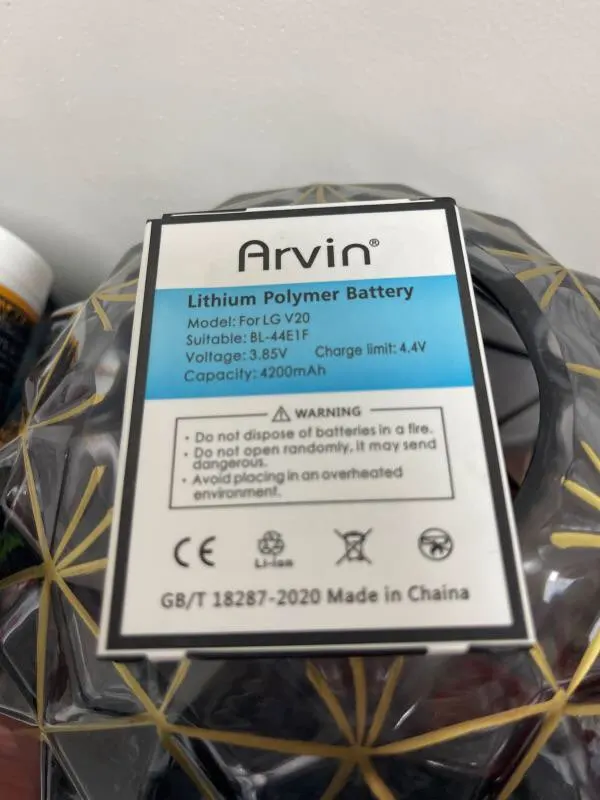 Arvin®
Lithium Polymer Battery
Model: For LG V20
Suitable: BL-44E1F
Voltage: 3.85V Charge limit: 4.4V
Capacity: 4200mAh
⚠ WARNING
• Do not dispose of batteries in a fire.
• Do not open randomly, it may send
dangerous.
• Avoid placing in an overheated
environment.
CE
Li-ion
GB/T 18287-2020 Made in Chaina